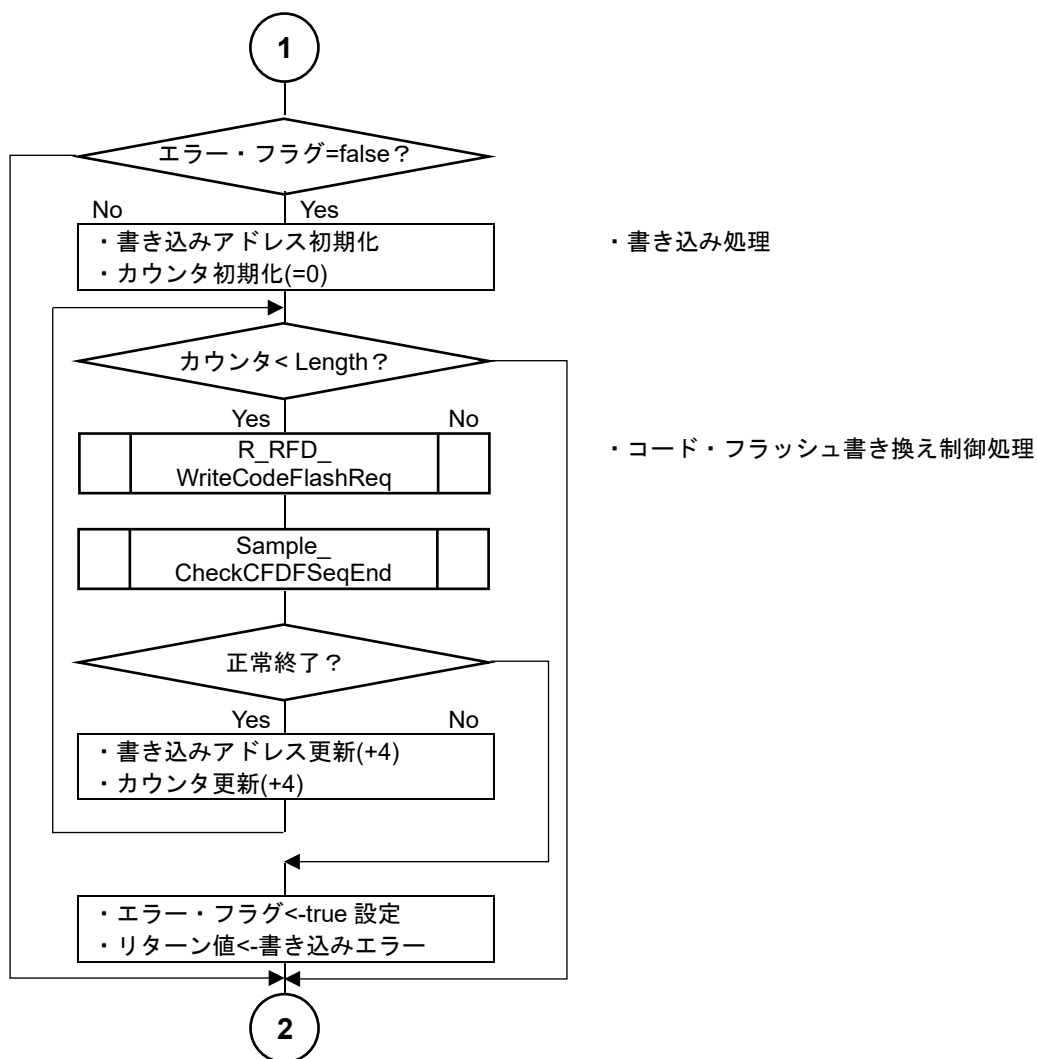 1
エラー・フラグ=false？
No Yes
・書き込みアドレス初期化
・カウンタ初期化(=0)
・書き込み処理
カウンタ< Length？
Yes No
R_RFD_
WriteCodeFlashReq
・コード・フラッシュ書き換え制御処理
Sample_
CheckCFDFSeqEnd
正常終了？
Yes No
・書き込みアドレス更新(+4)
・カウンタ更新(+4)
・エラー・フラグ<-true 設定
・リターン値<-書き込みエラー
2